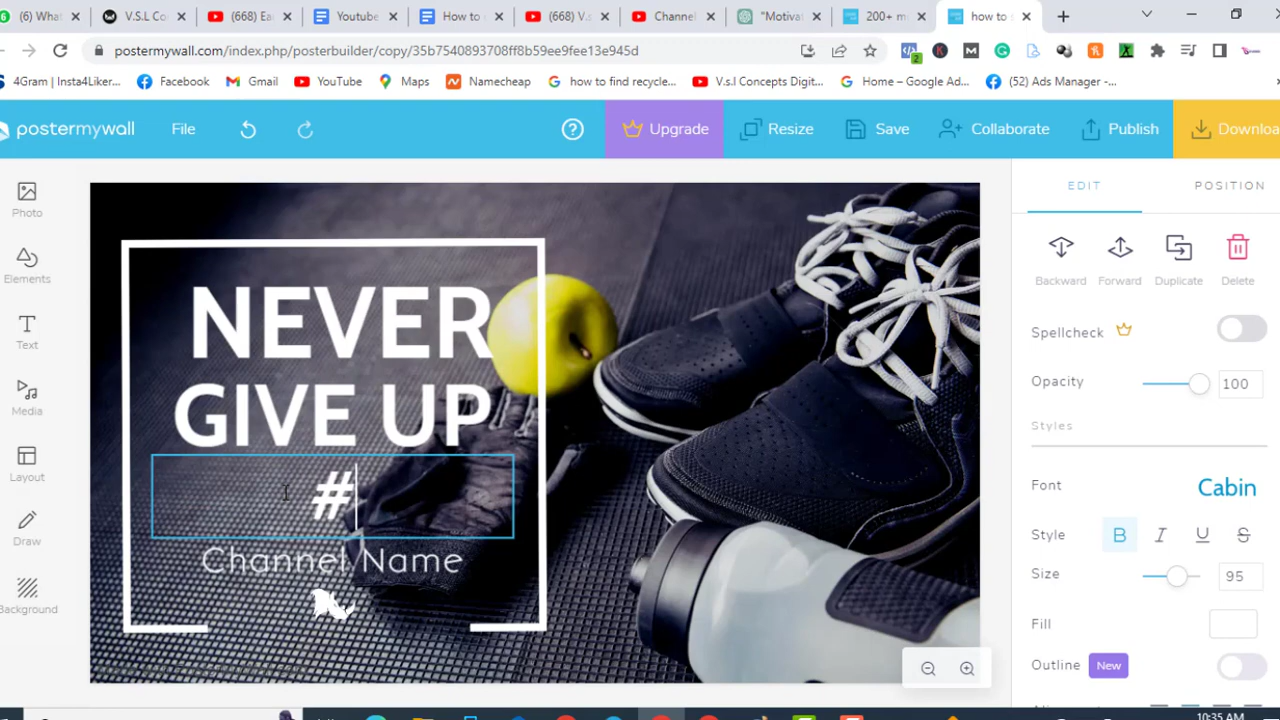 (6) What
V.S.L Co
(668) Ea
Youtube
How to
(668) V.s
Channel
"Motiva
200+ m
how to
postermywall.com/index.php/posterbuilder/copy/35b7540893708ff8b59ee9fee13e945d
4Gram | Insta4Liker...
Facebook
Gmail
YouTube
Maps
Namecheap
how to find recycle...
V.s.l Concepts Digit...
Home – Google Ad...
(52) Ads Manager -...
postermywall
File
Upgrade
Resize
Save
Collaborate
Publish
Downloa
Photo
Elements
Text
Media
Layout
Draw
Background
NEVER
GIVE UP
#
Channel Name
EDIT
POSITION
Backward
Forward
Duplicate
Delete
Spellcheck
Opacity
100
Styles
Font
Cabin
Style
B I U S
Size
95
Fill
Outline
New
10:35 AM